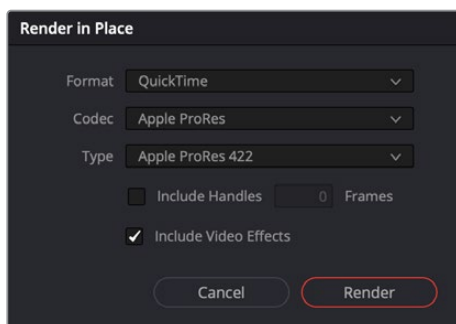 Render in Place
Format QuickTime
Codec Apple ProRes
Type Apple ProRes 422
Include Handles 0 Frames
Include Video Effects
Cancel Render